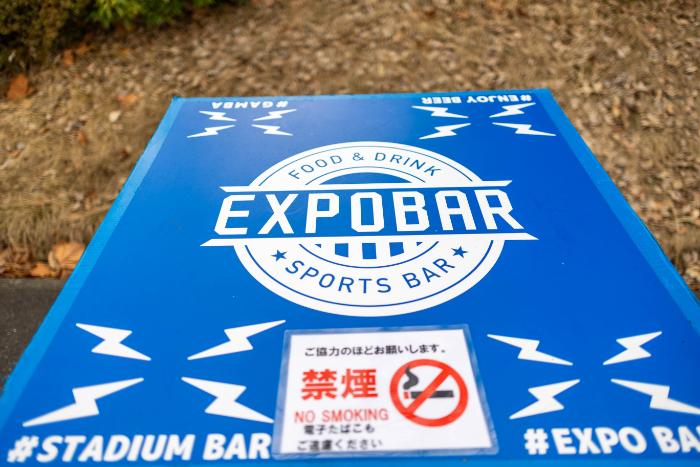 #GAMBA
#ENJOY BEER
FOOD & DRINK
EXPOBAR
SPORTS BAR
ご協力のほどお願いします。
禁煙
NO SMOKING
電子たばこも
ご遠慮ください
#STADIUM BAR
#EXPO BA